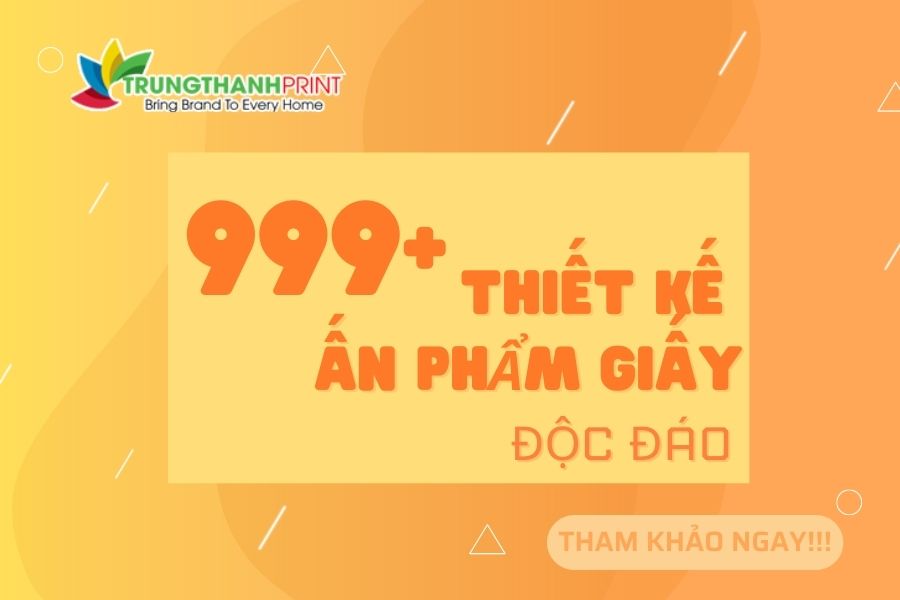 TRUNGTHANHPRINT
Bring Brand To Every Home
999+ THIẾT KẾ
ẤN PHẨM GIẤY
ĐỘC ĐÁO
THAM KHẢO NGAY!!!